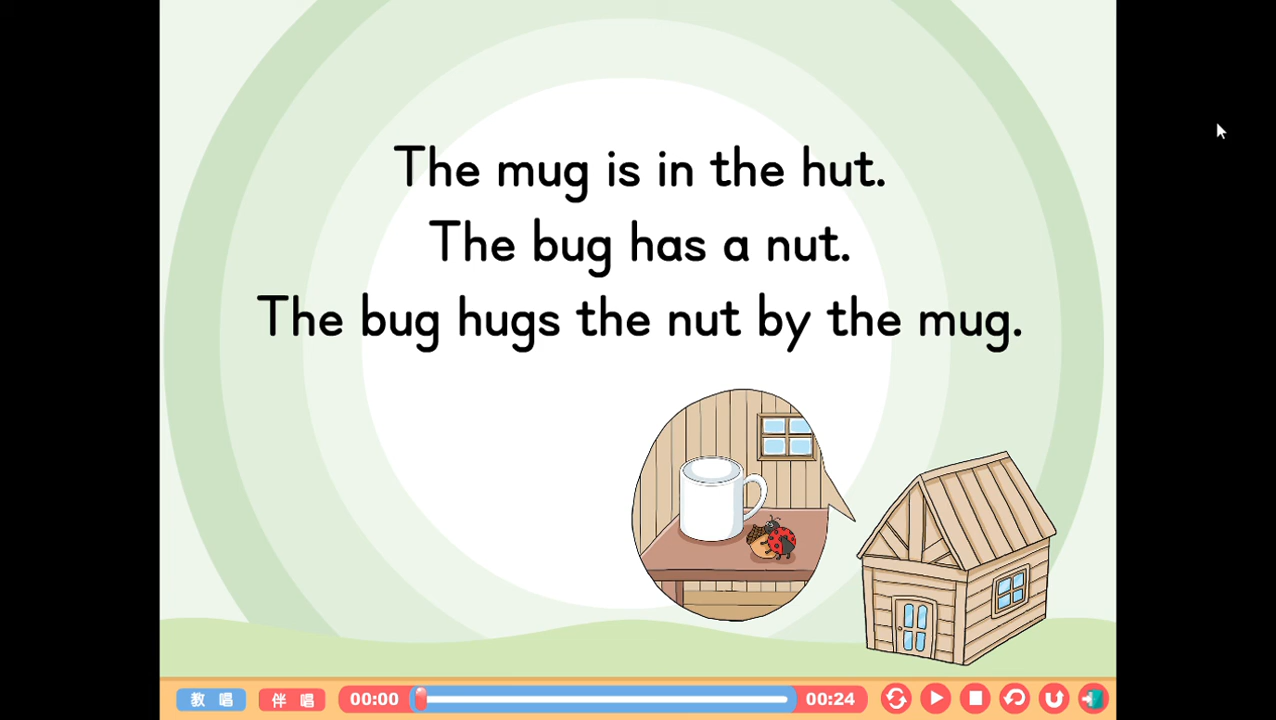 The mug is in the hut.
The bug has a nut.
The bug hugs the nut by the mug.
教 唱 伴 唱 00:00 00:24